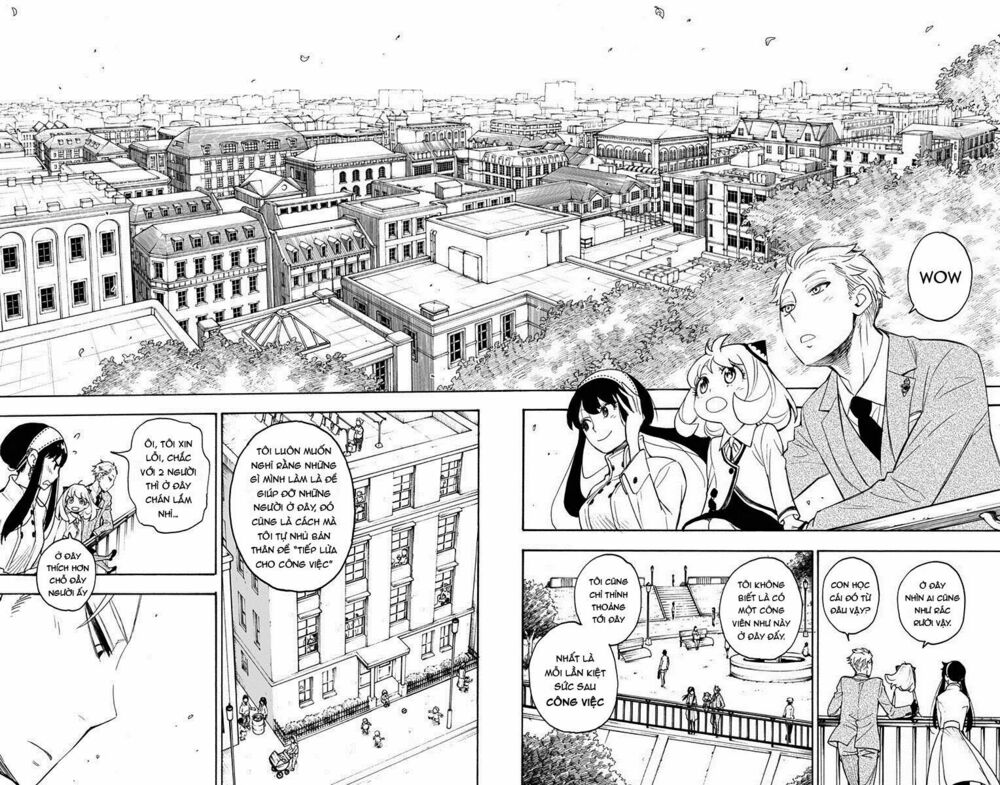 WOW
Ở ĐÂY
NHÌN AI CŨNG
NHƯ RÁC
RƯỞI VẬY.
CON HỌC
CÁI ĐÓ TỪ
ĐÂU VẬY?
TÔI KHÔNG
BIẾT LÀ CÓ
MỘT CÔNG
VIÊN NHƯ NÀY
Ở ĐÂY ĐẤY.
TÔI CŨNG
CHỈ THỈNH
THOẢNG
TỚI ĐÂY
NHẤT LÀ
MỖI LẦN KIỆT
SỨC SAU
CÔNG VIỆC
TÔI LUÔN MUỐN
NGHĨ RẰNG NHỮNG
GÌ MÌNH LÀM LÀ ĐỂ
GIÚP ĐỠ NHỮNG
NGƯỜI Ở ĐÂY, ĐÓ
CŨNG LÀ CÁCH MÀ
TÔI TỰ NHỦ BẢN
THÂN ĐỂ "TIẾP LỬA
CHO CÔNG VIỆC"
ÔI, TÔI XIN
LỖI, CHẮC
VỚI 2 NGƯỜI
THÌ Ở ĐÂY
CHÁN LẮM
NHỈ...
Ở ĐÂY
THÍCH HƠN
CHỖ ĐẦY
NGƯỜI ẤY